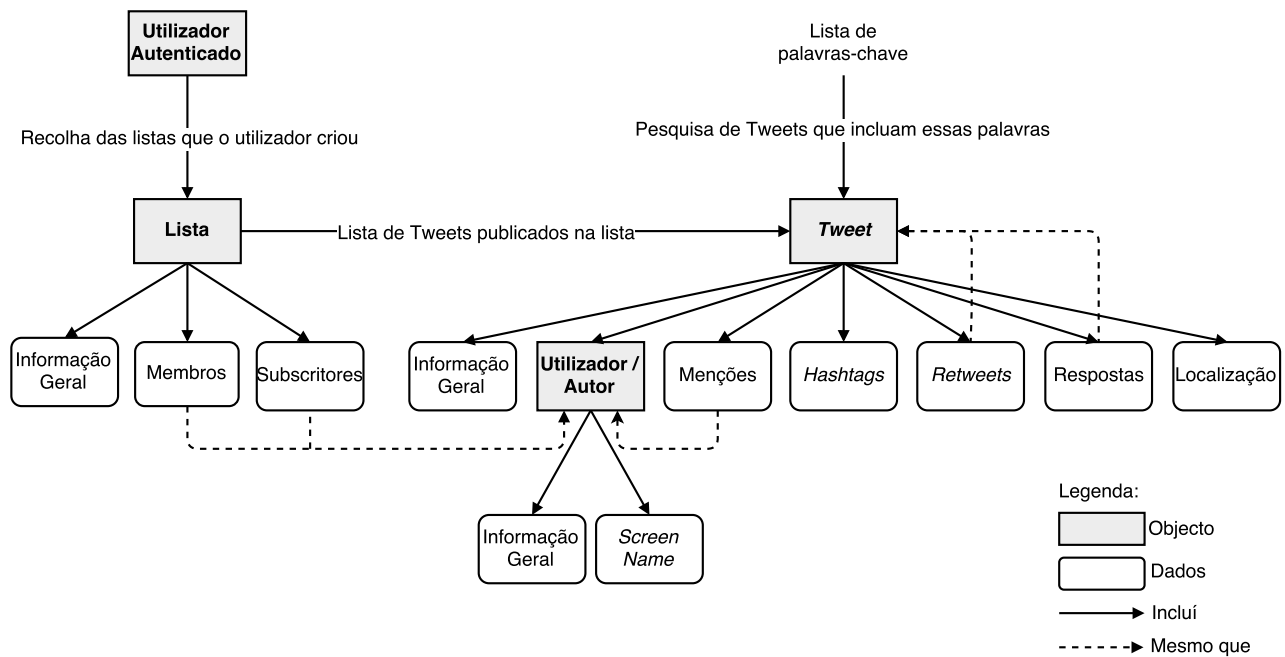 Utilizador
Autenticado
Lista de
palavras-chave
Recolha das listas que o utilizador criou
Pesquisa de Tweets que incluam essas palavras
Lista
Lista de Tweets publicados na lista
Tweet
Informação
Geral
Membros
Subscritores
Informação
Geral
Utilizador /
Autor
Menções
Hashtags
Retweets
Respostas
Localização
Informação
Geral
Screen
Name
Legenda:
Objecto
Dados
Incluí
Mesmo que